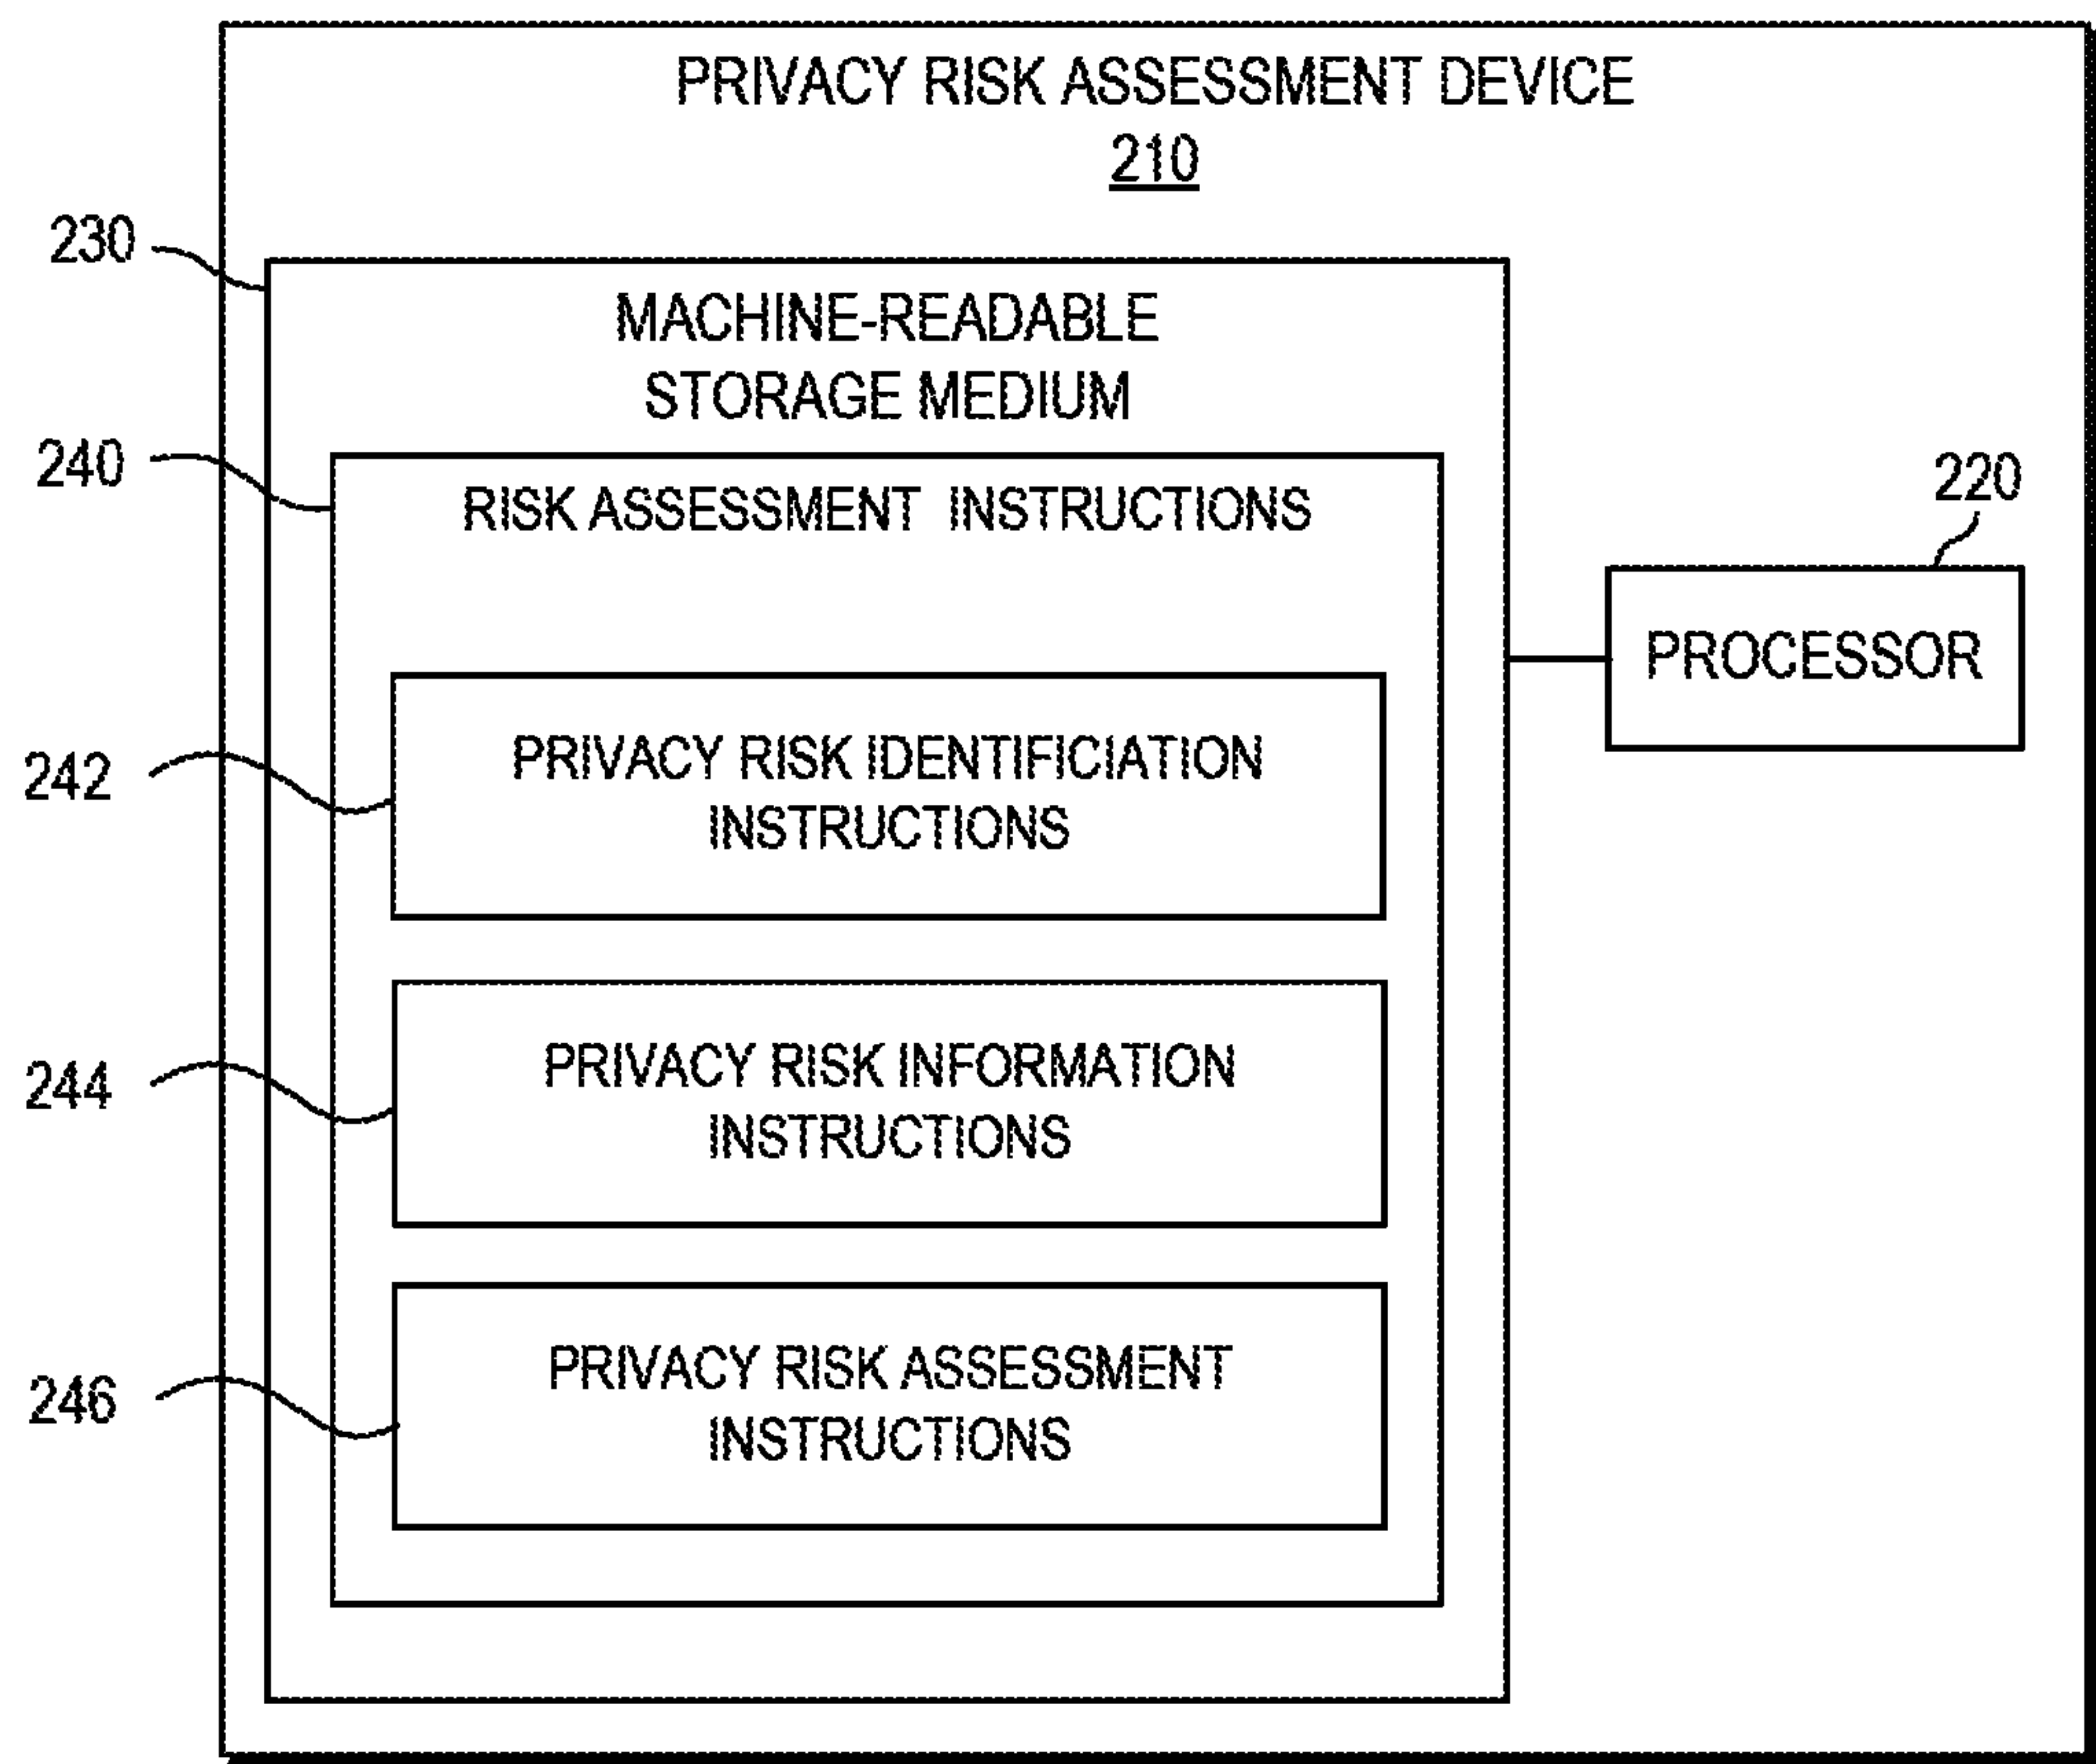 PRIVACY RISK ASSESSMENT DEVICE
210
230
MACHINE-READABLE
STORAGE MEDIUM
240
RISK ASSESSMENT INSTRUCTIONS
220
PROCESSOR
242
PRIVACY RISK IDENTIFICIATION
INSTRUCTIONS
244
PRIVACY RISK INFORMATION
INSTRUCTIONS
246
PRIVACY RISK ASSESSMENT
INSTRUCTIONS